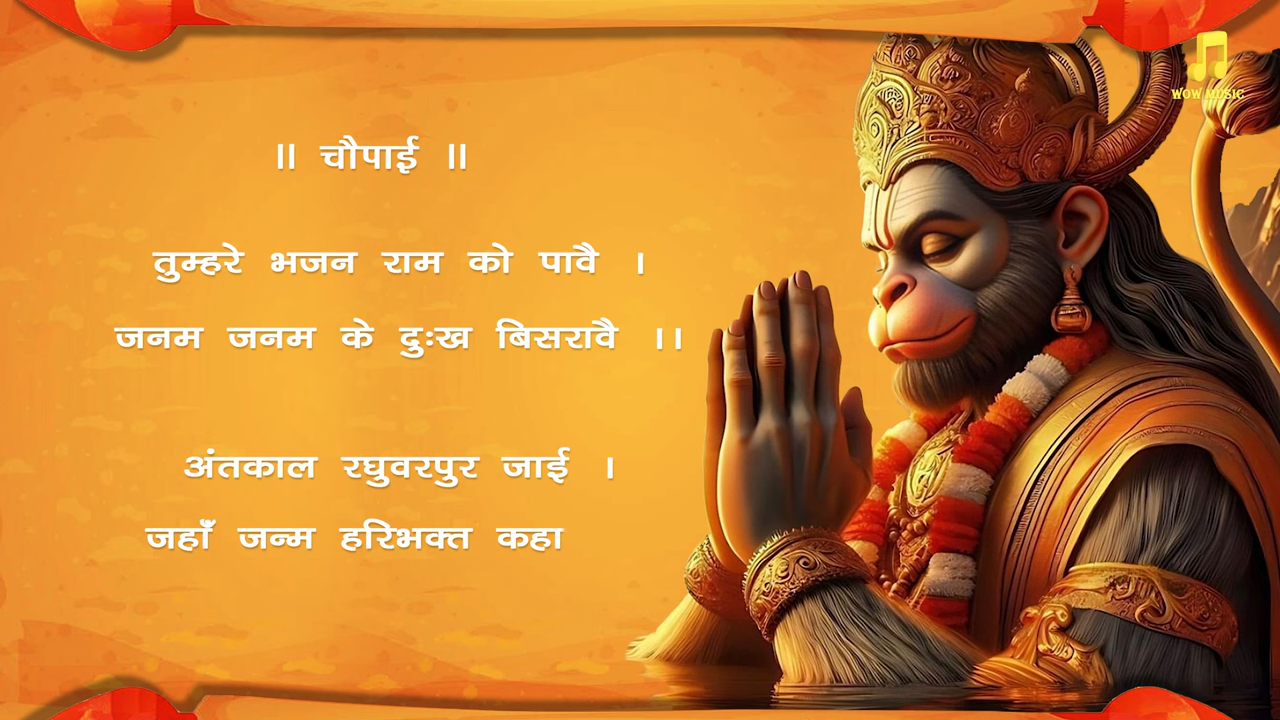 ॥ चौपाई ॥
तुम्हरे भजन राम को पावै ।
जनम जनम के दुःख बिसरावै ।।
अंतकाल रघुवरपुर जाई ।
जहाँ जन्म हरिभक्त कहा
WOW MUSIC